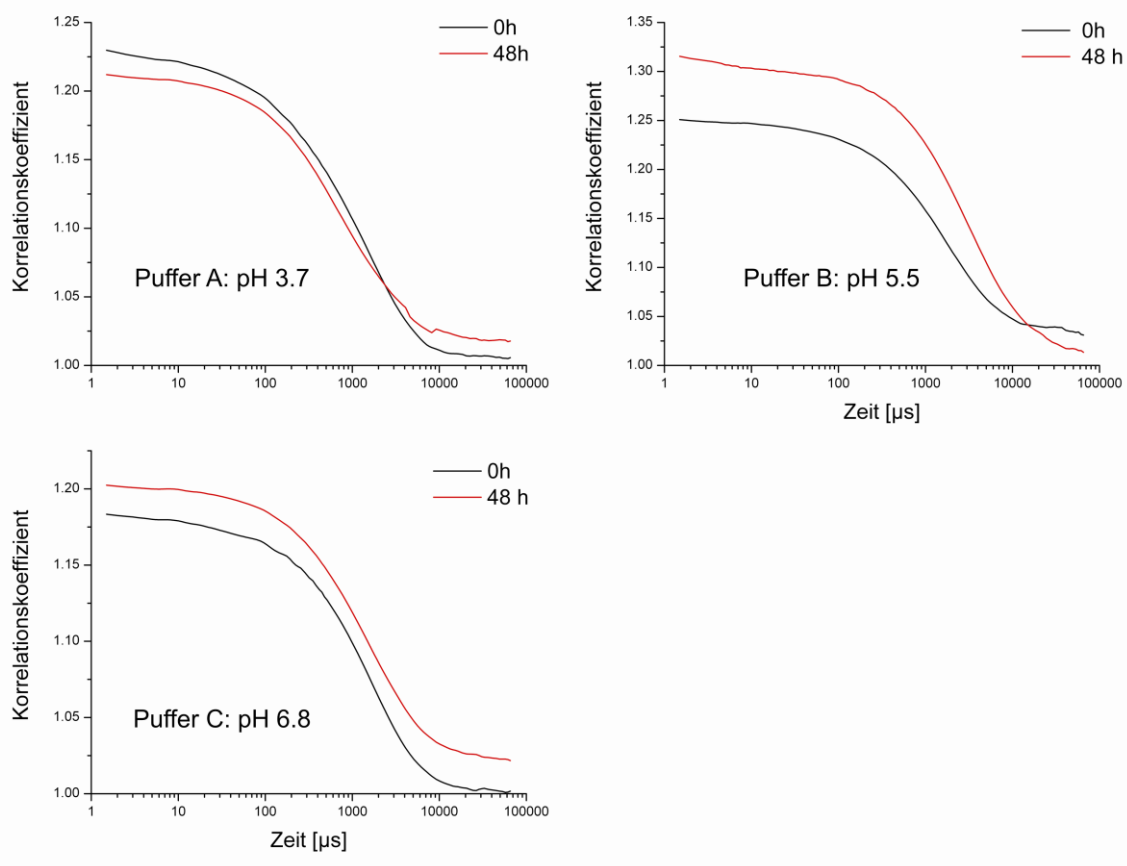 1.25
1.20
1.15
1.10
1.05
1.00
Korrelationskoeffizient
0h
48h
Puffer A: pH 3.7
1 10 100 1000 10000 100000
1.35
1.30
1.25
1.20
1.15
1.10
1.05
1.00
Korrelationskoeffizient
0h
48 h
Puffer B: pH 5.5
1 10 100 1000 10000 100000
Zeit [µs]
1.20
1.15
1.10
1.05
1.00
Korrelationskoeffizient
0h
48 h
Puffer C: pH 6.8
1 10 100 1000 10000 100000
Zeit [µs]